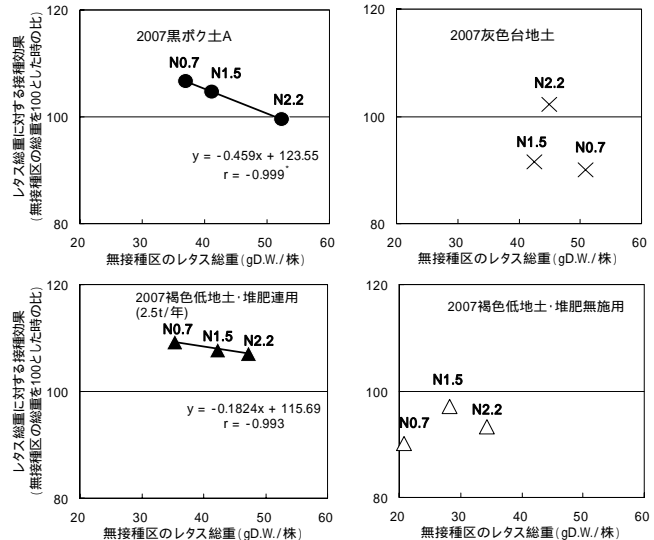 レタス総重に対する接種効果
(無接種区の総重を100とした時の比)
120
100
80
2007黒ボク土A
N0.7
N1.5
N2.2
y = -0.459x + 123.55
r = -0.999*
20 30 40 50 60
無接種区のレタス総重(gD.W./株)
120
100
80
2007灰色台地土
N2.2
N1.5
N0.7
20 30 40 50 60
無接種区のレタス総重(gD.W./株)
レタス総重に対する接種効果
(無接種区の総重を100とした時の比)
120
100
80
2007褐色低地土・堆肥連用
(2.5t/年)
N0.7
N1.5
N2.2
y = -0.1824x + 115.69
r = -0.993
20 30 40 50 60
無接種区のレタス総重(gD.W./株)
120
100
80
2007褐色低地土・堆肥無施用
N1.5
N0.7
N2.2
20 30 40 50 60
無接種区のレタス総重(gD.W./株)